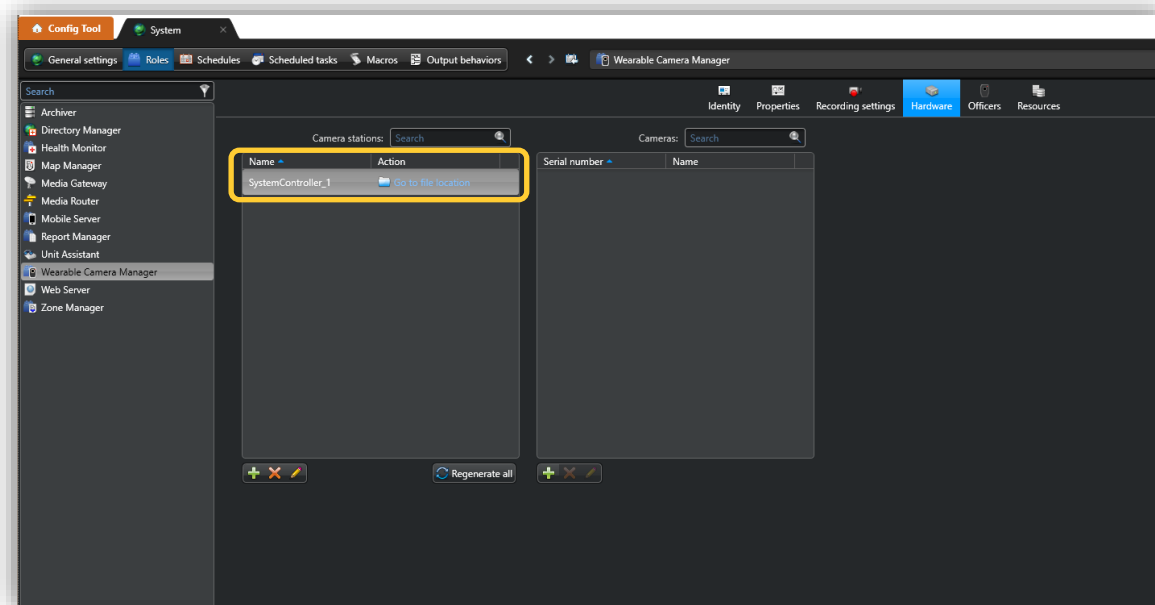 Config Tool
System
General settings
Roles
Schedules
Scheduled tasks
Macros
Output behaviors
Wearable Camera Manager
Search
Archiver
Directory Manager
Health Monitor
Map Manager
Media Gateway
Media Router
Mobile Server
Report Manager
Unit Assistant
Wearable Camera Manager
Web Server
Zone Manager
Identity
Properties
Recording settings
Hardware
Officers
Resources
Camera stations: Search
Name Action
SystemController_1 Go to file location
Regenerate all
Cameras: Search
Serial number Name